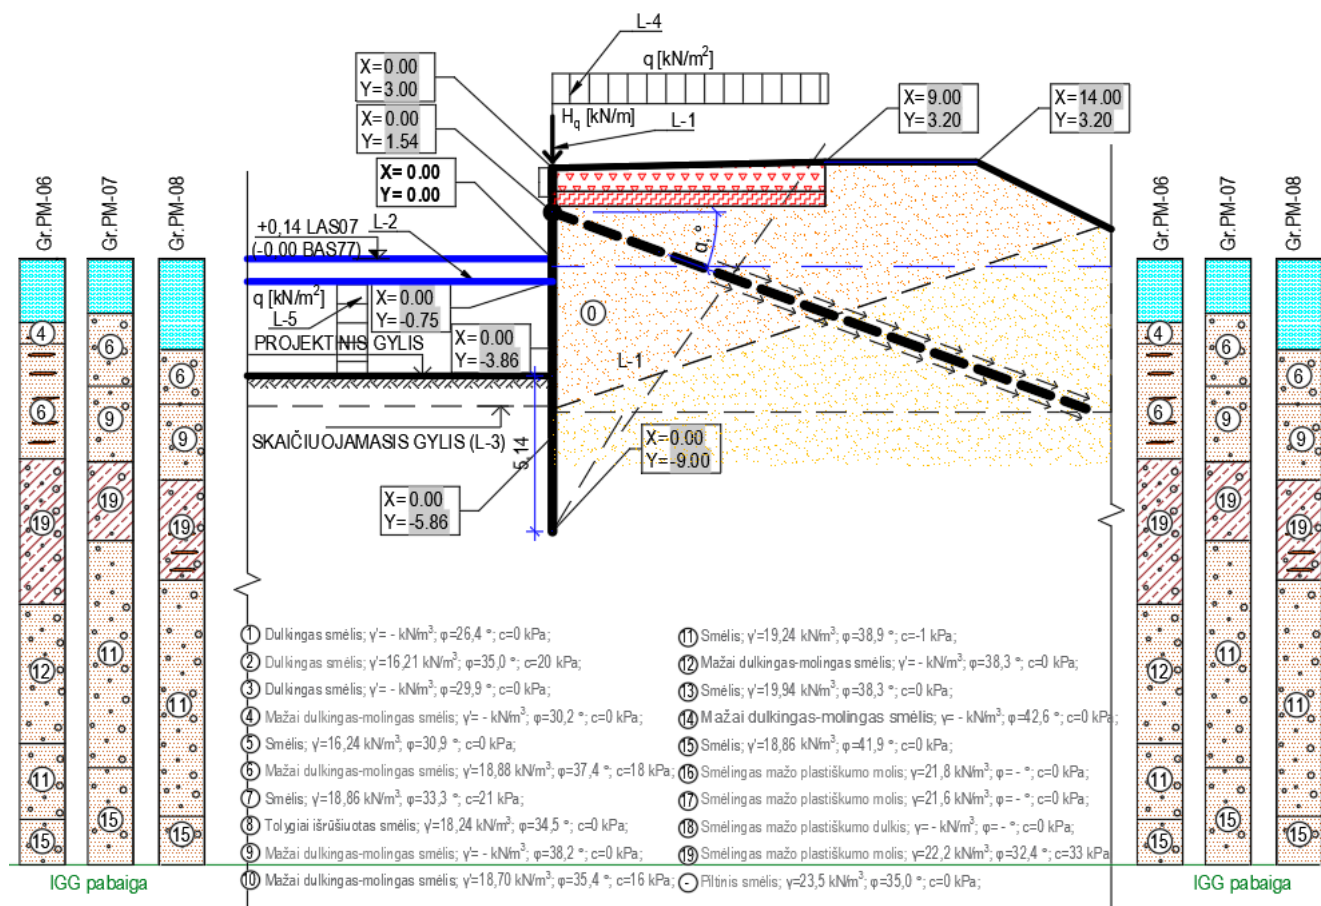 L-4
q [kN/m²]
X=0.00
Y=3.00
X=0.00
Y=1.54
Hq [kN/m]
L-1
X=9.00
Y=3.20
X=14.00
Y=3.20
X=0.00
Y=0.00
Gr.PM-06
Gr.PM-07
Gr.PM-08
+0,14 LAS07
(-0,00 BAS77)
L-2
α, °
q [kN/m²]
L-5
X=0.00
Y=-0.75
PROJEKTINIS GYLIS
X=0.00
Y=-3.86
0
L-1
SKAIČIUOJAMASIS GYLIS (L-3)
5,14
X=0.00
Y=-9.00
X=0.00
Y=-5.86
4
6
19
12
11
15
6
9
19
11
15
6
9
19
11
15
Gr.PM-06
Gr.PM-07
Gr.PM-08
4
6
19
12
11
15
6
9
19
11
15
6
9
19
11
15
1 Dulkingas smėlis; γ'= - kN/m³; φ=26,4 °; c=0 kPa;
2 Dulkingas smėlis; γ'=16,21 kN/m³; φ=35,0 °; c=20 kPa;
3 Dulkingas smėlis; γ'= - kN/m³; φ=29,9 °; c=0 kPa;
4 Mažai dulkingas-molingas smėlis; γ'= - kN/m³; φ=30,2 °; c=0 kPa;
5 Smėlis; γ'=16,24 kN/m³; φ=30,9 °; c=0 kPa;
6 Mažai dulkingas-molingas smėlis; γ'=18,88 kN/m³; φ=37,4 °; c=18 kPa;
7 Smėlis; γ'=18,86 kN/m³; φ=33,3 °; c=21 kPa;
8 Tolygiai išrūšiuotas smėlis; γ'=18,24 kN/m³; φ=34,5 °; c=0 kPa;
9 Mažai dulkingas-molingas smėlis; γ'= - kN/m³; φ=38,2 °; c=0 kPa;
10 Mažai dulkingas-molingas smėlis; γ'=18,70 kN/m³; φ=35,4 °; c=16 kPa;
11 Smėlis; γ'=19,24 kN/m³; φ=38,9 °; c=-1 kPa;
12 Mažai dulkingas-molingas smėlis; γ'= - kN/m³; φ=38,3 °; c=0 kPa;
13 Smėlis; γ'=19,94 kN/m³; φ=38,3 °; c=0 kPa;
14 Mažai dulkingas-molingas smėlis; γ= - kN/m³; φ=42,6 °; c=0 kPa;
15 Smėlis; γ'=18,86 kN/m³; φ=41,9 °; c=0 kPa;
16 Smėlingas mažo plastiškumo molis; γ=21,8 kN/m³; φ= - °; c=0 kPa;
17 Smėlingas mažo plastiškumo molis; γ=21,6 kN/m³; φ= - °; c=0 kPa;
18 Smėlingas mažo plastiškumo dulkis; γ= - kN/m³; φ= - °; c=0 kPa;
19 Smėlingas mažo plastiškumo molis; γ=22,2 kN/m³; φ=32,4 °; c=33 kPa
- Piltinis smėlis; γ=23,5 kN/m³; φ=35,0 °; c=0 kPa;
IGG pabaiga
IGG pabaiga